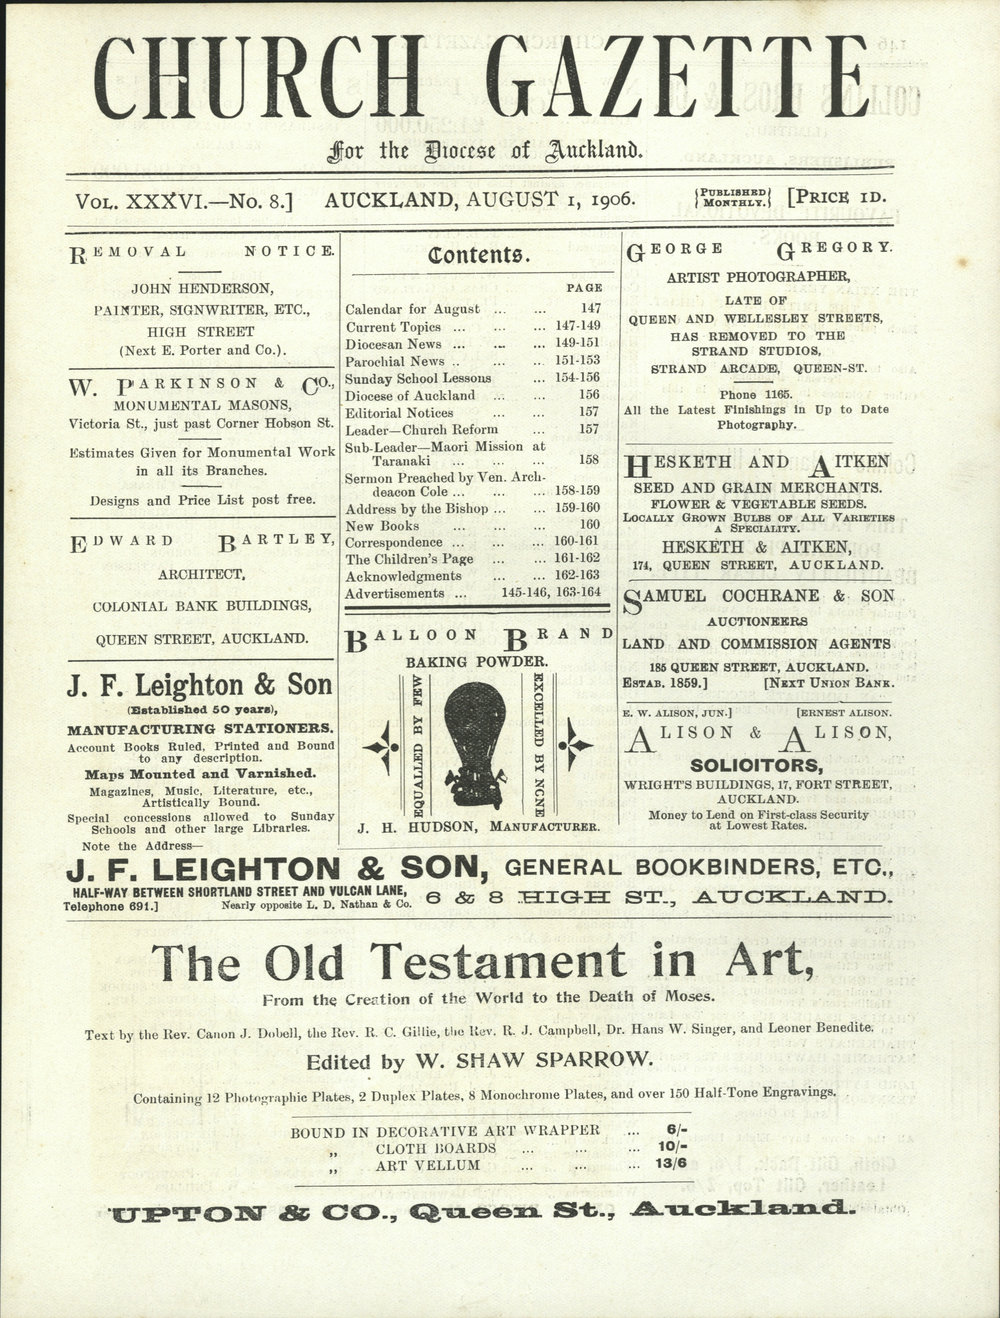 CHURCH GAZETTE
For the Diocese of Auckland.
VOL. XXXVI.—No. 8.] AUCKLAND, AUGUST 1, 1906. {PUBLISHED MONTHLY.} [PRICE 1D.
REMOVAL NOTICE.
JOHN HENDERSON,
PAINTER, SIGNWRITER, ETC.,
HIGH STREET
(Next E. Porter and Co.).
W. PARKINSON & CO.,
MONUMENTAL MASONS,
Victoria St., just past Corner Hobson St.
Estimates Given for Monumental Work
in all its Branches.
Designs and Price List post free.
EDWARD BARTLEY,
ARCHITECT,
COLONIAL BANK BUILDINGS,
QUEEN STREET, AUCKLAND.
J. F. Leighton & Son
(Established 50 years),
MANUFACTURING STATIONERS.
Account Books Ruled, Printed and Bound
to any description.
Maps Mounted and Varnished.
Magazines, Music, Literature, etc.,
Artistically Bound.
Special concessions allowed to Sunday
Schools and other large Libraries.
Note the Address—
Contents.
PAGE
Calendar for August ... ... 147
Current Topics ... ... ... 147-149
Diocesan News ... ... ... 149-151
Parochial News .. ... ... 151-153
Sunday School Lessons ... 154-156
Diocese of Auckland ... ... 156
Editorial Notices ... ... 157
Leader—Church Reform ... 157
Sub-Leader—Maori Mission at
Taranaki ... ... ... 158
Sermon Preached by Ven. Arch-
deacon Cole ... ... ... 158-159
Address by the Bishop ... ... 159-160
New Books ... ... ... 160
Correspondence ... ... ... 160-161
The Children's Page ... ... 161-162
Acknowledgments ... ... 162-163
Advertisements ... 145-146, 163-164
BALLOON BRAND
BAKING POWDER.
EQUALLED BY FEW
EXCELLED BY NONE
J. H. HUDSON, MANUFACTURER.
GEORGE GREGORY.
ARTIST PHOTOGRAPHER,
LATE OF
QUEEN AND WELLESLEY STREETS,
HAS REMOVED TO THE
STRAND STUDIOS,
STRAND ARCADE, QUEEN-ST.
Phone 1165.
All the Latest Finishings in Up to Date
Photography.
HESKETH AND AITKEN
SEED AND GRAIN MERCHANTS.
FLOWER & VEGETABLE SEEDS.
LOCALLY GROWN BULBS OF ALL VARIETIES
A SPECIALITY.
HESKETH & AITKEN,
174, QUEEN STREET, AUCKLAND.
SAMUEL COCHRANE & SON
AUCTIONEERS
LAND AND COMMISSION AGENTS
185 QUEEN STREET, AUCKLAND.
ESTAB. 1859.] [NEXT UNION BANK.
E. W. ALISON, JUN.] [ERNEST ALISON.
ALISON & ALISON,
SOLICITORS,
WRIGHT'S BUILDINGS, 17, FORT STREET,
AUCKLAND.
Money to Lend on First-class Security
at Lowest Rates.
J. F. LEIGHTON & SON, GENERAL BOOKBINDERS, ETC.,
HALF-WAY BETWEEN SHORTLAND STREET AND VULCAN LANE,
Telephone 691.] Nearly opposite L. D. Nathan & Co. 6 & 8 HIGH ST., AUCKLAND.
The Old Testament in Art,
From the Creation of the World to the Death of Moses.
Text by the Rev. Canon J. Dobell, the Rev. R. C. Gillie, the Rev. R. J. Campbell, Dr. Hans W. Singer, and Leoner Benedite.
Edited by W. SHAW SPARROW.
Containing 12 Photographic Plates, 2 Duplex Plates, 8 Monochrome Plates, and over 150 Half-Tone Engravings.
BOUND IN DECORATIVE ART WRAPPER ... 6/-
„ CLOTH BOARDS ... ... ... 10/-
„ ART VELLUM ... ... ... 13/6
UPTON & CO., Queen St., Auckland.